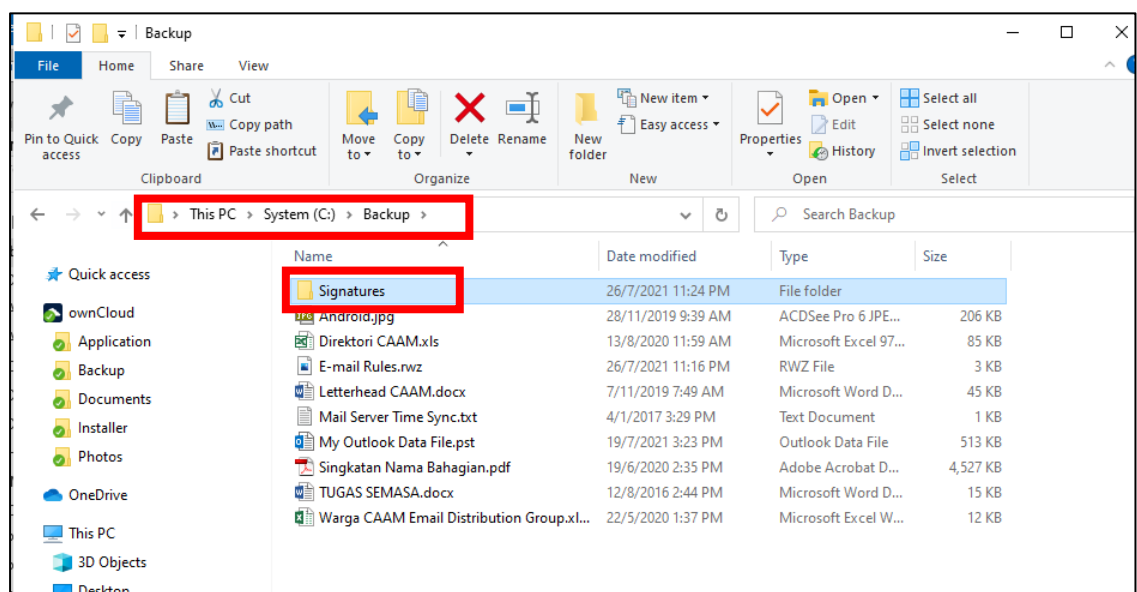 Backup
File Home Share View
Pin to Quick access
Copy
Paste
Cut
Copy path
Paste shortcut
Clipboard
Move to
Copy to
Delete
Rename
Organize
New folder
New item
Easy access
New
Properties
Open
Edit
History
Open
Select all
Select none
Invert selection
Select
This PC > System (C:) > Backup >
Search Backup
Name Date modified Type Size
Quick access
ownCloud
Application
Backup
Documents
Installer
Photos
OneDrive
This PC
3D Objects
Desktop
Signatures 26/7/2021 11:24 PM File folder
Android.jpg 28/11/2019 9:39 AM ACDSee Pro 6 JPE... 206 KB
Direktori CAAM.xls 13/8/2020 11:59 AM Microsoft Excel 97... 85 KB
E-mail Rules.rwz 26/7/2021 11:16 PM RWZ File 3 KB
Letterhead CAAM.docx 7/11/2019 7:49 AM Microsoft Word D... 45 KB
Mail Server Time Sync.txt 4/1/2017 3:29 PM Text Document 1 KB
My Outlook Data File.pst 19/7/2021 3:23 PM Outlook Data File 513 KB
Singkatan Nama Bahagian.pdf 19/6/2020 2:35 PM Adobe Acrobat D... 4,527 KB
TUGAS SEMASA.docx 12/8/2016 2:44 PM Microsoft Word D... 15 KB
Warga CAAM Email Distribution Group.xl... 22/5/2020 1:37 PM Microsoft Excel W... 12 KB